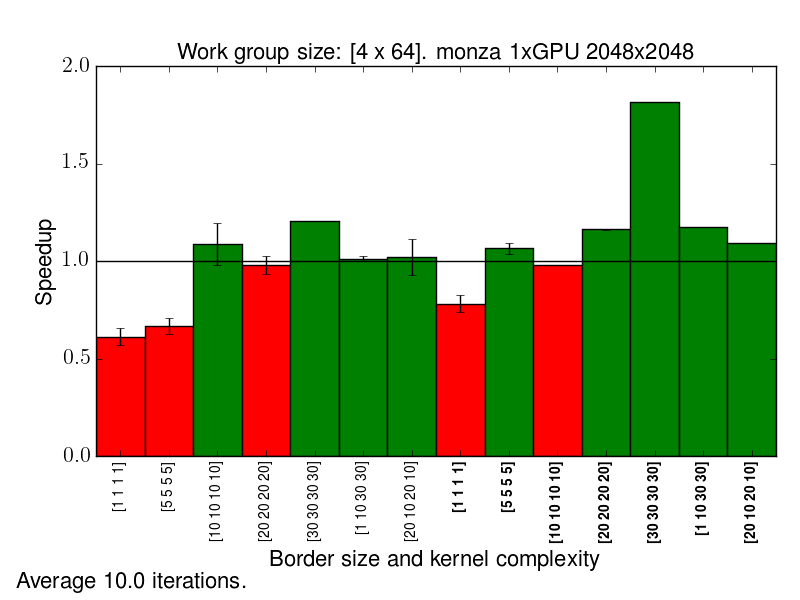 Work group size: [4 x 64]. monza 1xGPU 2048x2048
2.0
1.5
1.0
0.5
0.0
Speedup
[1 1 1 1]
[5 5 5 5]
[10 10 10 10]
[20 20 20 20]
[30 30 30 30]
[1 10 30 30]
[20 10 20 10]
[1 1 1 1]
[5 5 5 5]
[10 10 10 10]
[20 20 20 20]
[30 30 30 30]
[1 10 30 30]
[20 10 20 10]
Border size and kernel complexity
Average 10.0 iterations.